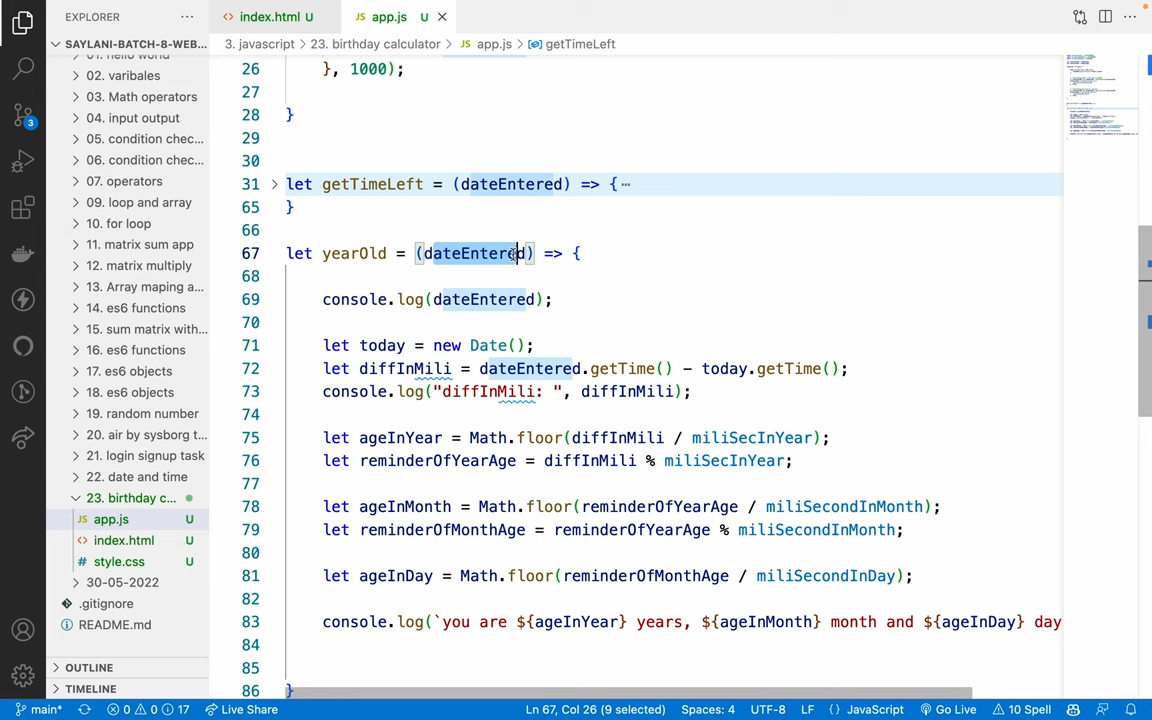 EXPLORER
index.html U
JS app.js U
SAYLANI-BATCH-8-WEB...
3. javascript > 23. birthday calculator > JS app.js > getTimeLeft
01. hello world
02. varibales
03. Math operators
04. input output
05. condition chec...
06. condition chec...
07. operators
09. loop and array
10. for loop
11. matrix sum app
12. matrix multiply
13. Array maping a...
14. es6 functions
15. sum matrix with...
16. es6 functions
17. es6 objects
18. es6 objects
19. random number
20. air by sysborg t...
21. login signup task
22. date and time
23. birthday c...
JS app.js U
index.html U
# style.css U
30-05-2022
.gitignore
README.md
OUTLINE
TIMELINE
3
26 }, 1000);
27
28 }
29
30
31 let getTimeLeft = (dateEntered) => {
65 }
66
67 let yearOld = (dateEntered) => {
68
69 console.log(dateEntered);
70
71 let today = new Date();
72 let diffInMili = dateEntered.getTime() - today.getTime();
73 console.log("diffInMili: ", diffInMili);
74
75 let ageInYear = Math.floor(diffInMili / miliSecInYear);
76 let reminderOfYearAge = diffInMili % miliSecInYear;
77
78 let ageInMonth = Math.floor(reminderOfYearAge / miliSecondInMonth);
79 let reminderOfMonthAge = reminderOfYearAge % miliSecondInMonth;
80
81 let ageInDay = Math.floor(reminderOfMonthAge / miliSecondInDay);
82
83 console.log(`you are ${ageInYear} years, ${ageInMonth} month and ${ageInDay} day
84
85
86 }
main* 0 0 17 Live Share Ln 67, Col 26 (9 selected) Spaces: 4 UTF-8 LF {} JavaScript Go Live 10 Spell